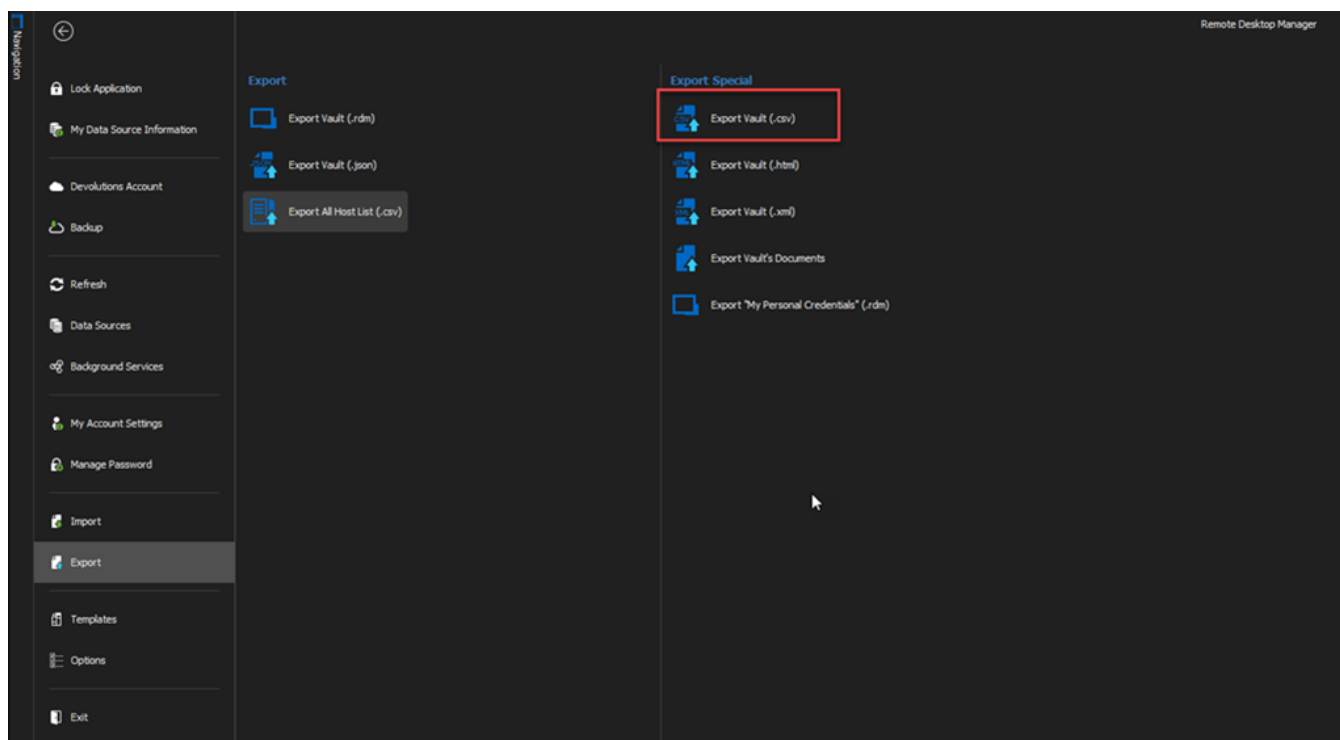 Navigation
Remote Desktop Manager
Lock Application
My Data Source Information
Devolutions Account
Backup
Refresh
Data Sources
Background Services
My Account Settings
Manage Password
Import
Export
Templates
Options
Exit
Export
Export Vault (.rdm)
Export Vault (.json)
Export All Host List (.csv)
Export Special
CSV
Export Vault (.csv)
HTML
Export Vault (.html)
XML
Export Vault (.xml)
Export Vault's Documents
Export "My Personal Credentials" (.rdm)